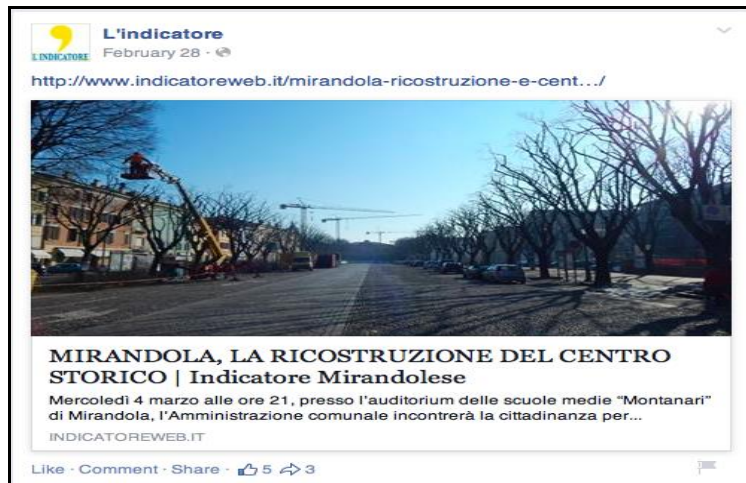 L'INDICATORE
L'indicatore
February 28 ·
http://www.indicatoreweb.it/mirandola-ricostruzione-e-cent…/
MIRANDOLA, LA RICOSTRUZIONE DEL CENTRO
STORICO | Indicatore Mirandolese
Mercoledì 4 marzo alle ore 21, presso l'auditorium delle scuole medie "Montanari"
di Mirandola, l'Amministrazione comunale incontrerà la cittadinanza per...
INDICATOREWEB.IT
Like · Comment · Share · 5 3